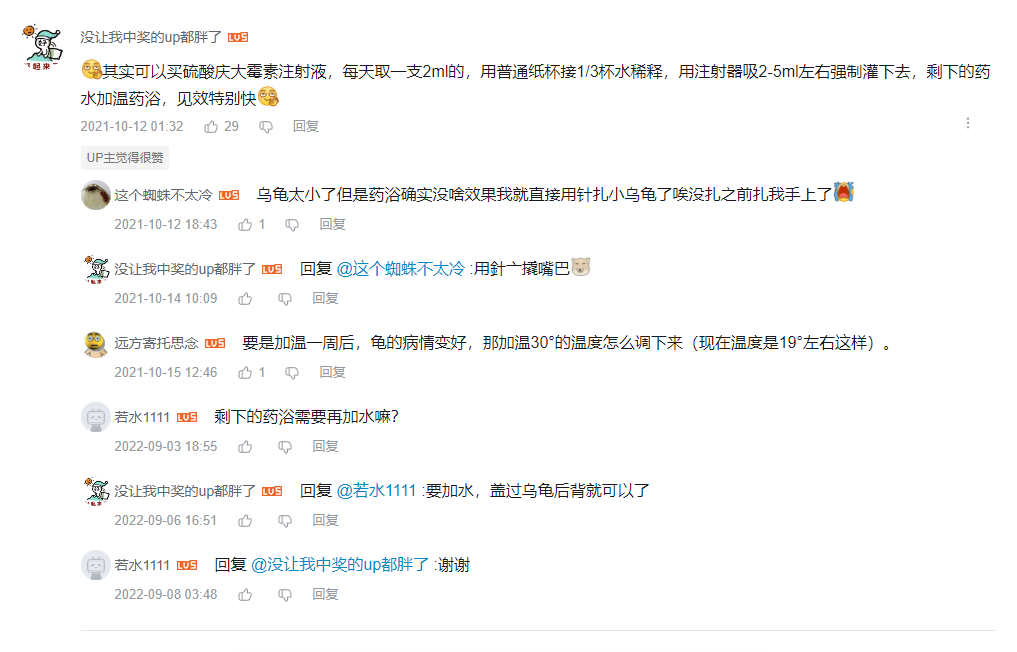 没让我中奖的up都胖了 LV5
其实可以买硫酸庆大霉素注射液，每天取一支2ml的，用普通纸杯接1/3杯水稀释，用注射器吸2-5ml左右强制灌下去，剩下的药
水加温药浴，见效特别快
2021-10-12 01:32 29 回复
UP主觉得很赞
这个蜘蛛不太冷 LV5 乌龟太小了但是药浴确实没啥效果我就直接用针扎小乌龟了唉没扎之前扎我手上了
2021-10-12 18:43 1 回复
没让我中奖的up都胖了 LV5 回复 @这个蜘蛛不太冷 :用針亠撬嘴巴
2021-10-14 10:09 回复
远方寄托思念 LV5 要是加温一周后，龟的病情变好，那加温30°的温度怎么调下来（现在温度是19°左右这样）。
2021-10-15 12:46 1 回复
若水1111 LV5 剩下的药浴需要再加水嘛?
2022-09-03 18:55 回复
没让我中奖的up都胖了 LV5 回复 @若水1111 :要加水，盖过乌龟后背就可以了
2022-09-06 16:51 回复
若水1111 LV5 回复 @没让我中奖的up都胖了 :谢谢
2022-09-08 03:48 回复